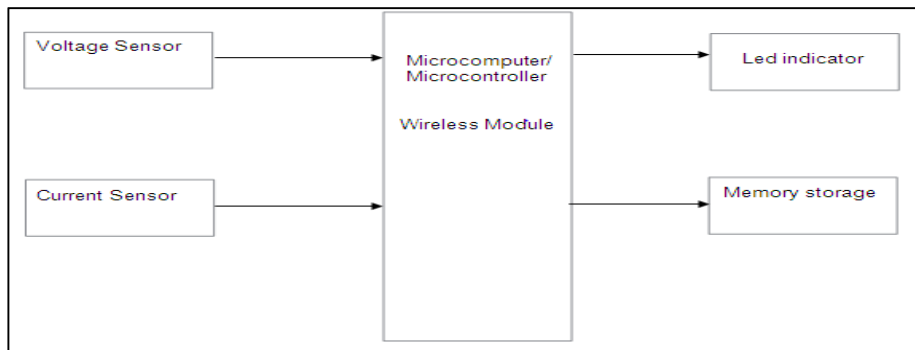 Voltage Sensor
Current Sensor
Microcomputer/
Microcontroller
Wireless Module
Led indicator
Memory storage